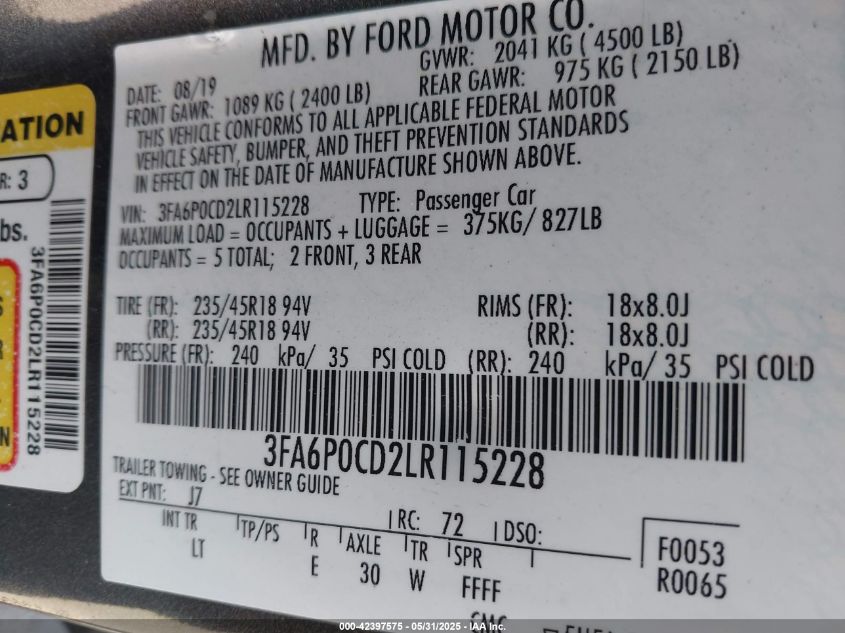 MFD. BY FORD MOTOR CO.
DATE: 08/19
GVWR: 2041 KG ( 4500 LB)
FRONT GAWR: 1089 KG ( 2400 LB)
REAR GAWR: 975 KG ( 2150 LB)
THIS VEHICLE CONFORMS TO ALL APPLICABLE FEDERAL MOTOR
VEHICLE SAFETY, BUMPER, AND THEFT PREVENTION STANDARDS
IN EFFECT ON THE DATE OF MANUFACTURE SHOWN ABOVE.
VIN: 3FA6P0CD2LR115228 TYPE: Passenger Car
MAXIMUM LOAD = OCCUPANTS + LUGGAGE = 375KG/ 827LB
OCCUPANTS = 5 TOTAL; 2 FRONT, 3 REAR
TIRE (FR): 235/45R18 94V RIMS (FR): 18x8.0J
(RR): 235/45R18 94V (RR): 18x8.0J
PRESSURE (FR): 240 kPa/ 35 PSI COLD (RR): 240 kPa/ 35 PSI COLD
3FA6P0CD2LR115228
TRAILER TOWING - SEE OWNER GUIDE
EXT PNT: J7 RC: 72 DSO:
INT TR TP/PS R AXLE TR SPR
LT E 30 W FFFF
F0053
R0065
ATION
R: 3
bs.
3FA6P0CD2LR115228
000-42397575 - 05/31/2025 - IAA Inc.